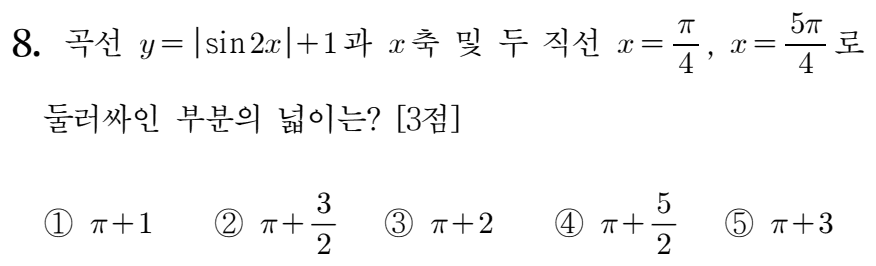 8. 곡선 y=|sin2x|+1과 x축 및 두 직선 x=π/4, x=5π/4로
둘러싸인 부분의 넓이는? [3점]
① π+1 ② π+3/2 ③ π+2 ④ π+5/2 ⑤ π+3